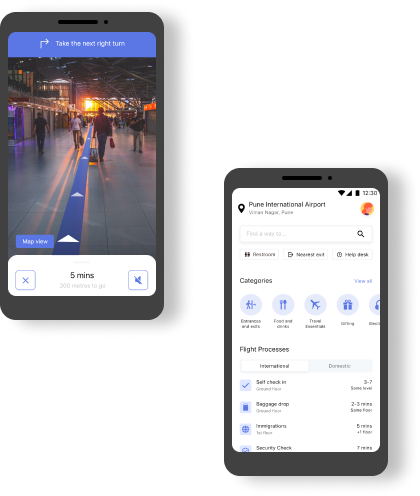 Take the next right turn
Map view
5 mins
200 metres to go
12:30
Pune International Airport
Viman Nagar, Pune
Find a way to...
Restroom
Nearest exit
Help desk
Categories
View all
Entrances and exits
Food and drinks
Travel Essentials
Gifting
Flight Processes
International
Domestic
Self check in
3-7
Ground floor
Same level
Baggage drop
2-3 mins
Ground floor
Same floor
Immigrations
5 mins
1st floor
+1 floor
Security Check
7 mins